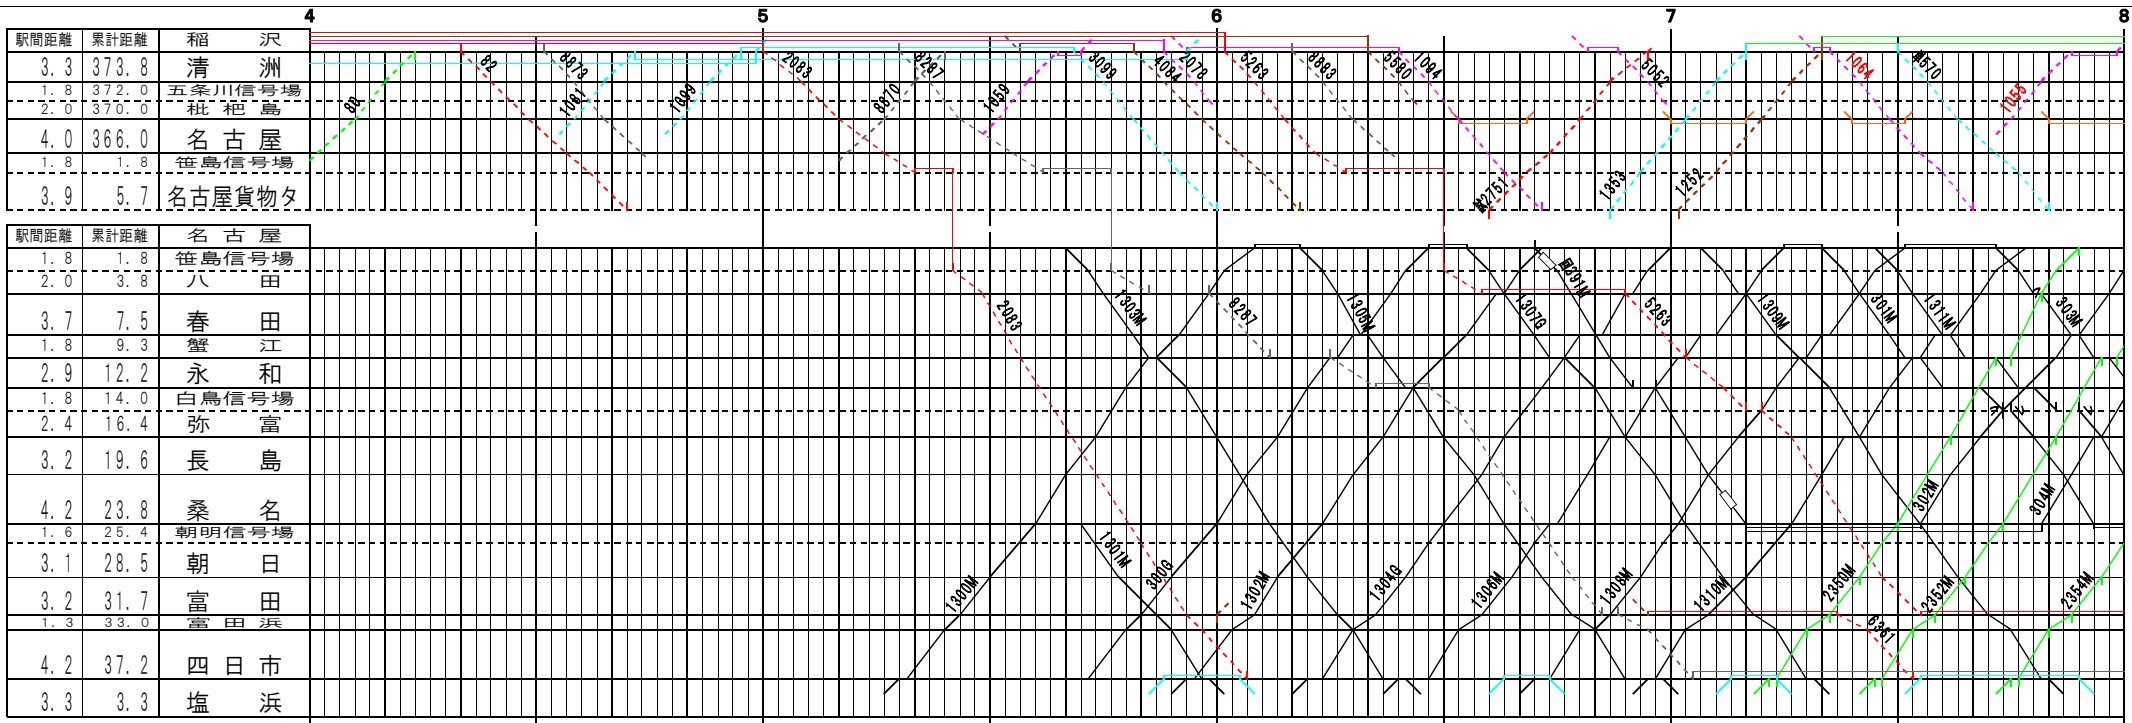 4 5 6 7 8
駅間距離 累計距離 稲沢
3.3 373.8 清洲
1.8 372.0 五条川信号場
2.0 370.0 枇杷島
4.0 366.0 名古屋
1.8 1.8 笹島信号場
3.9 5.7 名古屋貨物タ
80 82 8873 1081 1099 2083 8870 8287 1059 3099 4084 2078 5263 8883 5580 1094 5052 1353 1252 1064 4570 1055
駅間距離 累計距離 名古屋
1.8 1.8 笹島信号場
2.0 3.8 八田
3.7 7.5 春田
1.8 9.3 蟹江
2.9 12.2 永和
1.8 14.0 白鳥信号場
2.4 16.4 弥富
3.2 19.6 長島
4.2 23.8 桑名
1.6 25.4 朝明信号場
3.1 28.5 朝日
3.2 31.7 富田
1.3 33.0 富田浜
4.2 37.2 四日市
3.3 3.3 塩浜
2083 1303M 8287 1305M 1307G 5263 1309M 301M 1311M 303M
302M 304M
1300M 1301M 300G 1302M 1304G 1306M 1308M 1310M 2350M 6361 2352M 2354M